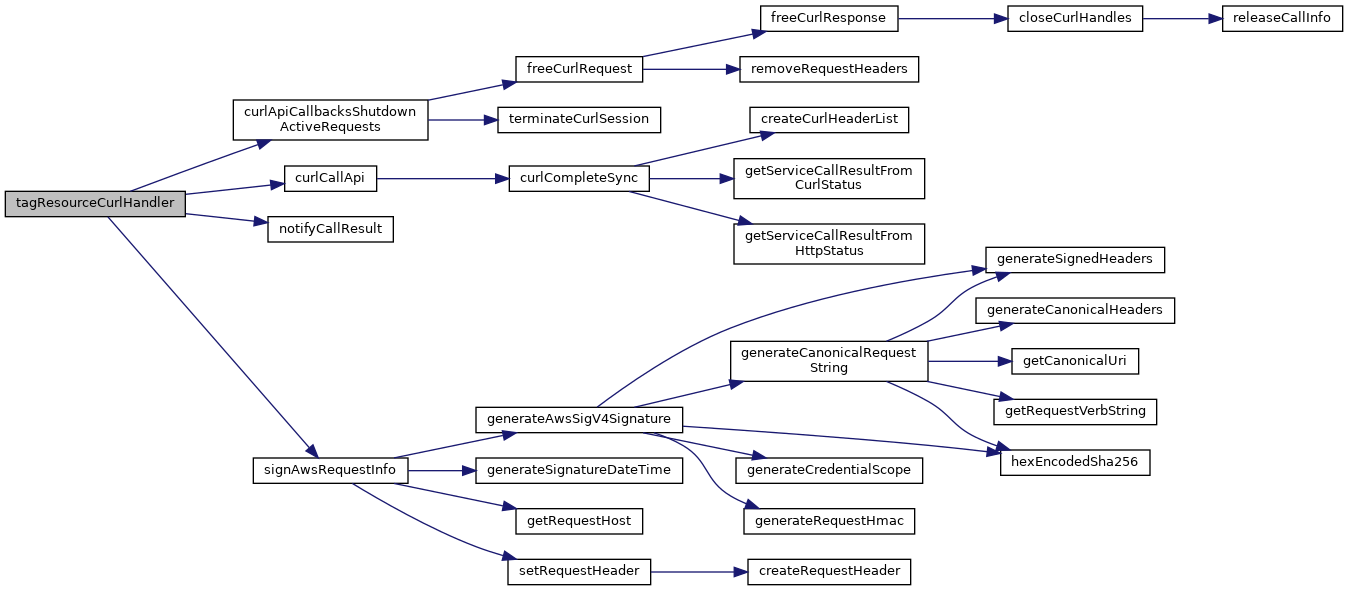 tagResourceCurlHandler
curlApiCallbacksShutdown
ActiveRequests
curlCallApi
notifyCallResult
signAwsRequestInfo
freeCurlRequest
terminateCurlSession
curlCompleteSync
generateAwsSigV4Signature
generateSignatureDateTime
getRequestHost
setRequestHeader
freeCurlResponse
removeRequestHeaders
createCurlHeaderList
getServiceCallResultFrom
CurlStatus
getServiceCallResultFrom
HttpStatus
generateCanonicalRequest
String
generateCredentialScope
generateRequestHmac
createRequestHeader
closeCurlHandles
generateSignedHeaders
generateCanonicalHeaders
getCanonicalUri
getRequestVerbString
hexEncodedSha256
releaseCallInfo